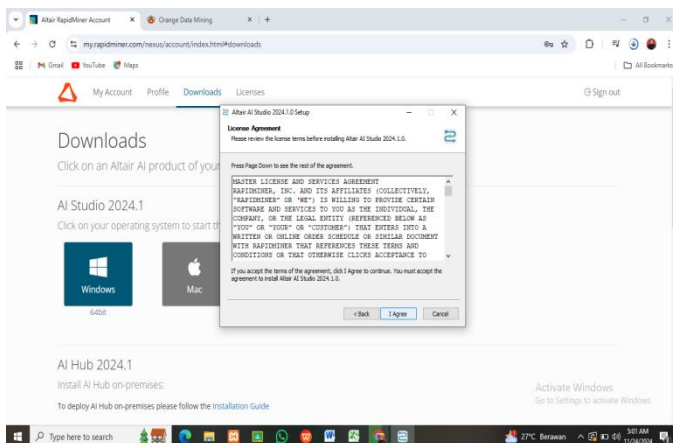 Altair RapidMiner Account
Orange Data Mining
my.rapidminer.com/nexus/account/index.html#downloads
Gmail
YouTube
Maps
All Bookmarks
My Account
Profile
Downloads
Licenses
Sign out
Downloads
Click on an Altair AI product of your
AI Studio 2024.1
Click on your operating system to start th
Windows
64bit
Mac
Altair AI Studio 2024.1.0 Setup
License Agreement
Please review the license terms before installing Altair AI Studio 2024.1.0.
Press Page Down to see the rest of the agreement.
MASTER LICENSE AND SERVICES AGREEMENT
RAPIDMINER, INC. AND ITS AFFILIATES (COLLECTIVELY,
"RAPIDMINER" OR "WE") IS WILLING TO PROVIDE CERTAIN
SOFTWARE AND SERVICES TO YOU AS THE INDIVIDUAL, THE
COMPANY, OR THE LEGAL ENTITY (REFERENCED BELOW AS
"YOU" OR "YOUR" OR "CUSTOMER") THAT ENTERS INTO A
WRITTEN OR ONLINE ORDER SCHEDULE OR SIMILAR DOCUMENT
WITH RAPIDMINER THAT REFERENCES THESE TERMS AND
CONDITIONS OR THAT OTHERWISE CLICKS ACCEPTANCE TO
If you accept the terms of the agreement, click I Agree to continue. You must accept the
agreement to install Altair AI Studio 2024.1.0.
< Back
I Agree
Cancel
AI Hub 2024.1
Install AI Hub on-premises:
To deploy AI Hub on-premises please follow the Installation Guide
Activate Windows
Go to Settings to activate Windows.
Type here to search
27°C Berawan
5:01 AM
11/24/2024